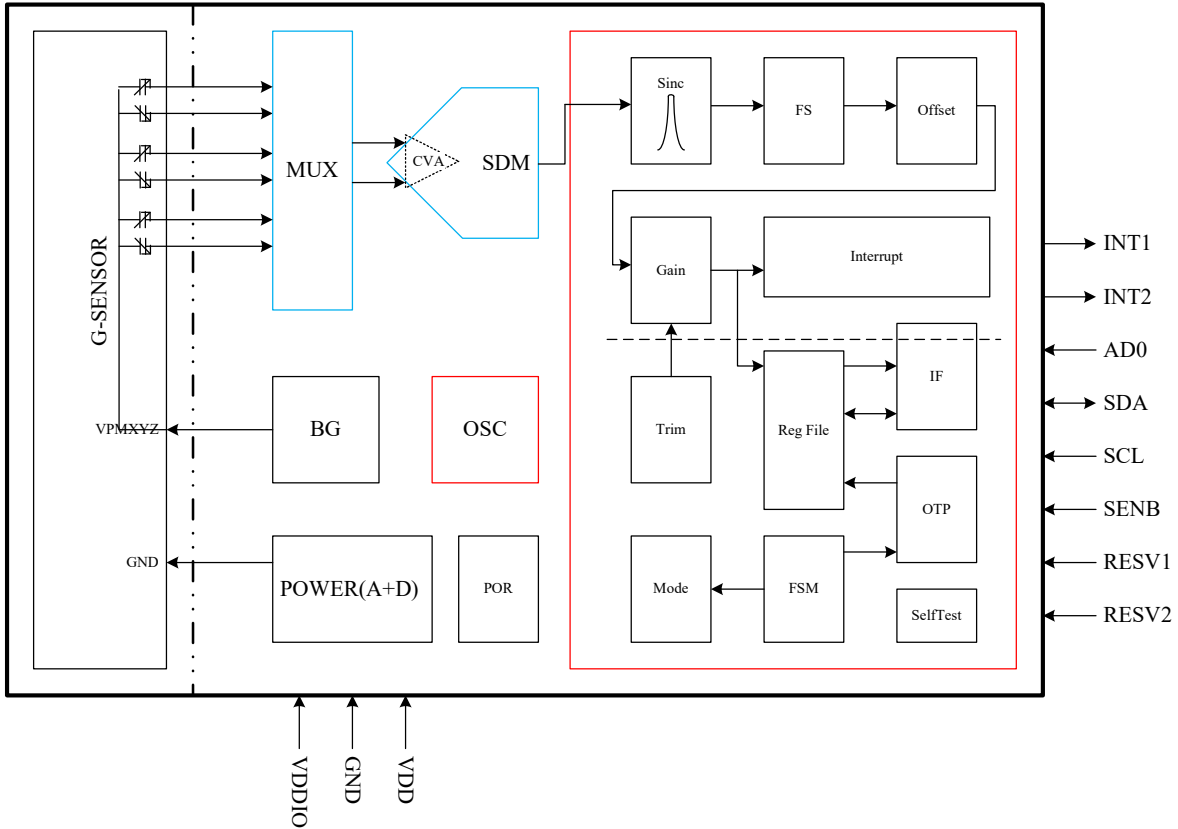 G-SENSOR
VPMXYZ
GND
MUX
CVA
SDM
BG
OSC
POWER(A+D)
POR
Sinc
FS
Offset
Gain
Interrupt
Trim
Reg File
IF
OTP
Mode
FSM
SelfTest
INT1
INT2
AD0
SDA
SCL
SENB
RESV1
RESV2
VDDIO
GND
VDD